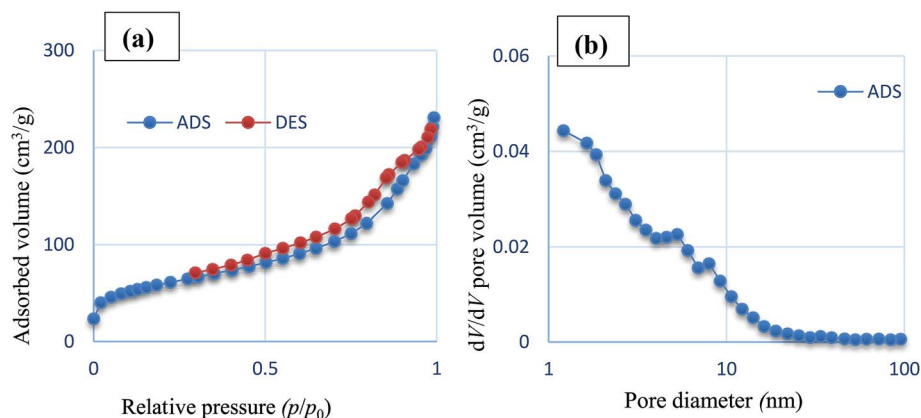 (a)
300
200
100
0
ADS DES
Adsorbed volume (cm³/g)
0 0.5 1
Relative pressure (p/p₀)
(b)
0.06
0.04
0.02
0
ADS
dV/dV pore volume (cm³/g)
1 10 100
Pore diameter (nm)